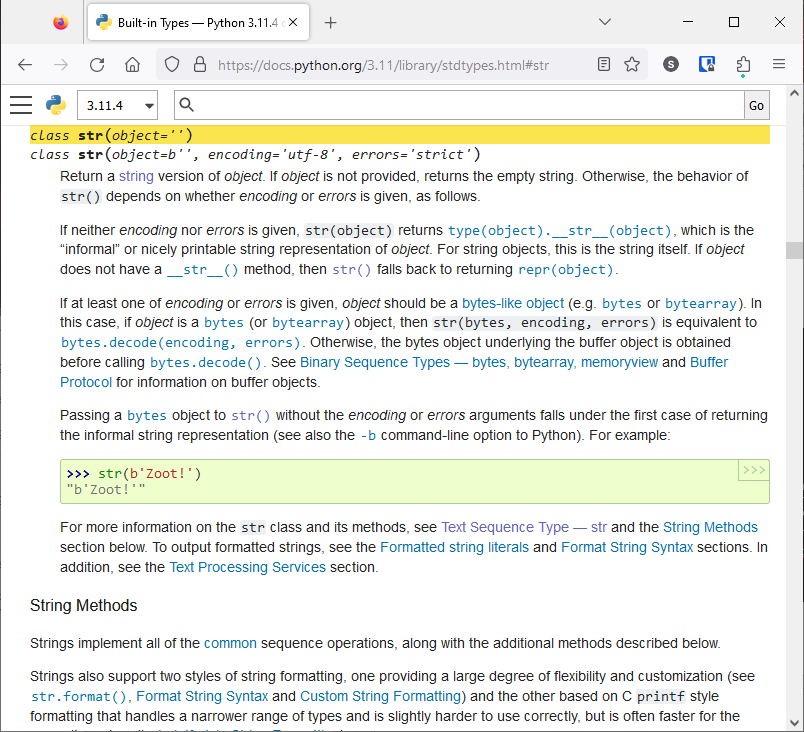 Built-in Types — Python 3.11.4
https://docs.python.org/3.11/library/stdtypes.html#str
S
3.11.4
Go
class str(object='')
class str(object=b'', encoding='utf-8', errors='strict')
Return a string version of object. If object is not provided, returns the empty string. Otherwise, the behavior of
str() depends on whether encoding or errors is given, as follows.
If neither encoding nor errors is given, str(object) returns type(object).__str__(object), which is the
“informal” or nicely printable string representation of object. For string objects, this is the string itself. If object
does not have a __str__() method, then str() falls back to returning repr(object).
If at least one of encoding or errors is given, object should be a bytes-like object (e.g. bytes or bytearray). In
this case, if object is a bytes (or bytearray) object, then str(bytes, encoding, errors) is equivalent to
bytes.decode(encoding, errors). Otherwise, the bytes object underlying the buffer object is obtained
before calling bytes.decode(). See Binary Sequence Types — bytes, bytearray, memoryview and Buffer
Protocol for information on buffer objects.
Passing a bytes object to str() without the encoding or errors arguments falls under the first case of returning
the informal string representation (see also the -b command-line option to Python). For example:
>>> str(b'Zoot!')
>>>
"b'Zoot!'"
For more information on the str class and its methods, see Text Sequence Type — str and the String Methods
section below. To output formatted strings, see the Formatted string literals and Format String Syntax sections. In
addition, see the Text Processing Services section.
String Methods
Strings implement all of the common sequence operations, along with the additional methods described below.
Strings also support two styles of string formatting, one providing a large degree of flexibility and customization (see
str.format(), Format String Syntax and Custom String Formatting) and the other based on C printf style
formatting that handles a narrower range of types and is slightly harder to use correctly, but is often faster for the